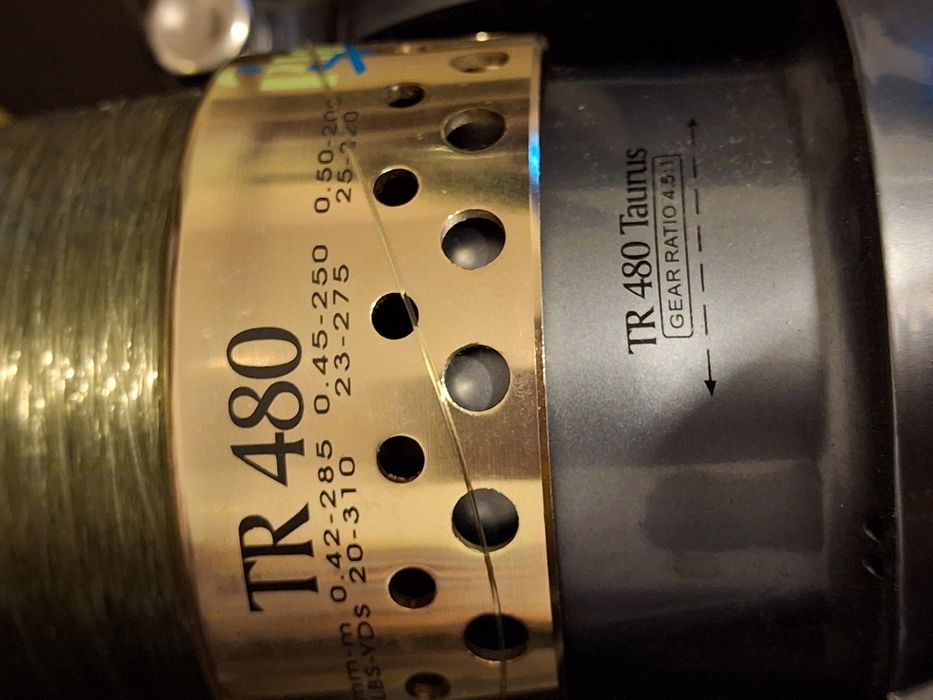 TR 480
mm-m 0.42-285 0.45-250 0.50-200
LBS-YDS 20-310 23-275 25-220
TR 480 Taurus
GEAR RATIO 4.5:1